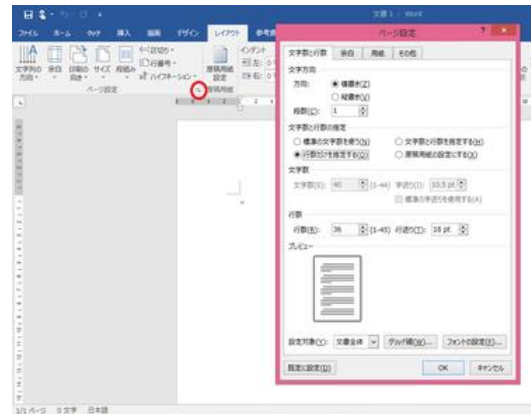 文書 1 - Word
ファイル ホーム タッチ 挿入 描画 デザイン レイアウト
文字列の方向 余白 印刷の向き サイズ 段組み
区切り
行番号
ハイフネーション
原稿用紙設定
インデント
左:
右:
ページ設定
原稿用紙
ページ設定
?
文字数と行数 余白 用紙 その他
文字方向
方向: 横書き(Z)
縦書き(V)
段数(C): 1
文字数と行数の指定
標準の文字数を使う(N) 文字数と行数を指定する(H)
行数だけを指定する(O) 原稿用紙の設定にする(X)
文字数
文字数(E): 40 (1-44) 字送り(I): 10.5 pt
標準の字送りを使用する(A)
行数
行数(R): 36 (1-45) 行送り(T): 18 pt
プレビュー
設定対象(Y): 文書全体 グリッド線(W)... フォントの設定(F)...
既定に設定(D) OK キャンセル
1/1 ページ 0 文字 日本語